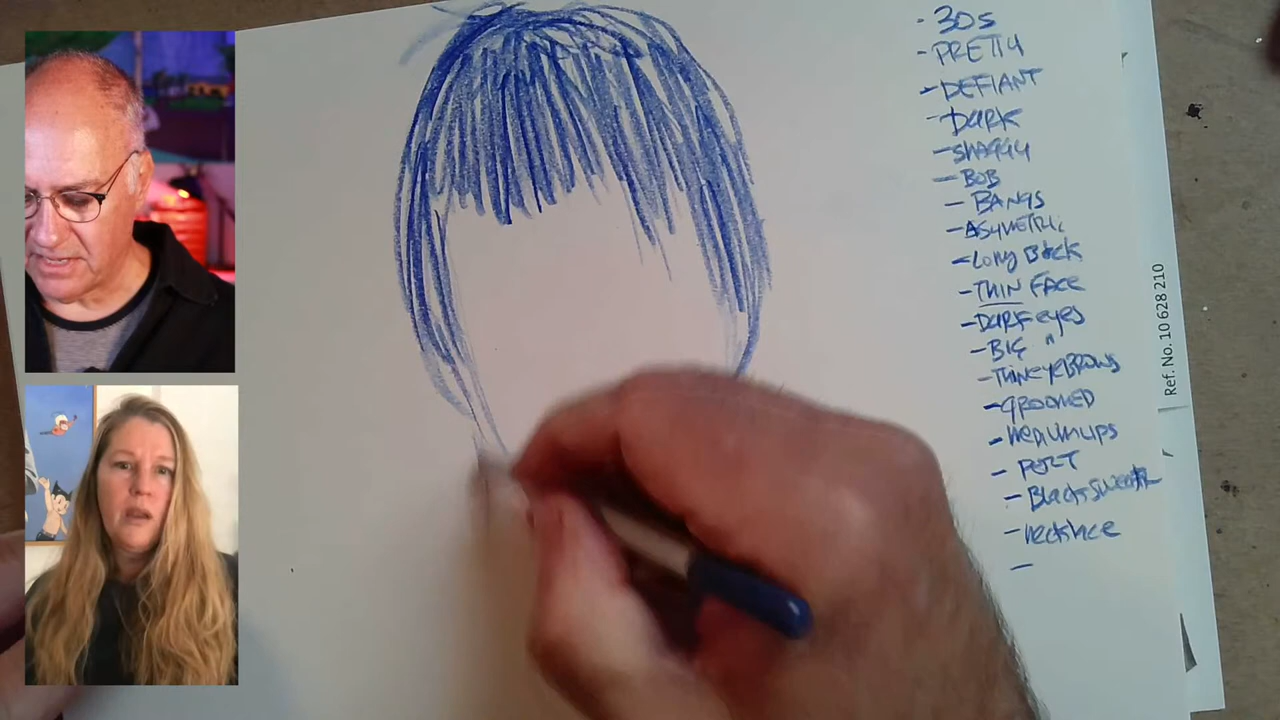 - 30s
- PRETTY
- DEFIANT
- DARK
- SHAGGY
- BOB
- BANGS
- ASYMETRIC
- LONG BACK
- THIN FACE
- DARK EYES
- BIG "
- THIN EYEBROWS
- GROOMED
- MEDIUM LIPS
- PERT
- Black Sweater
- necklace
-
Ref. No. 10 628 210